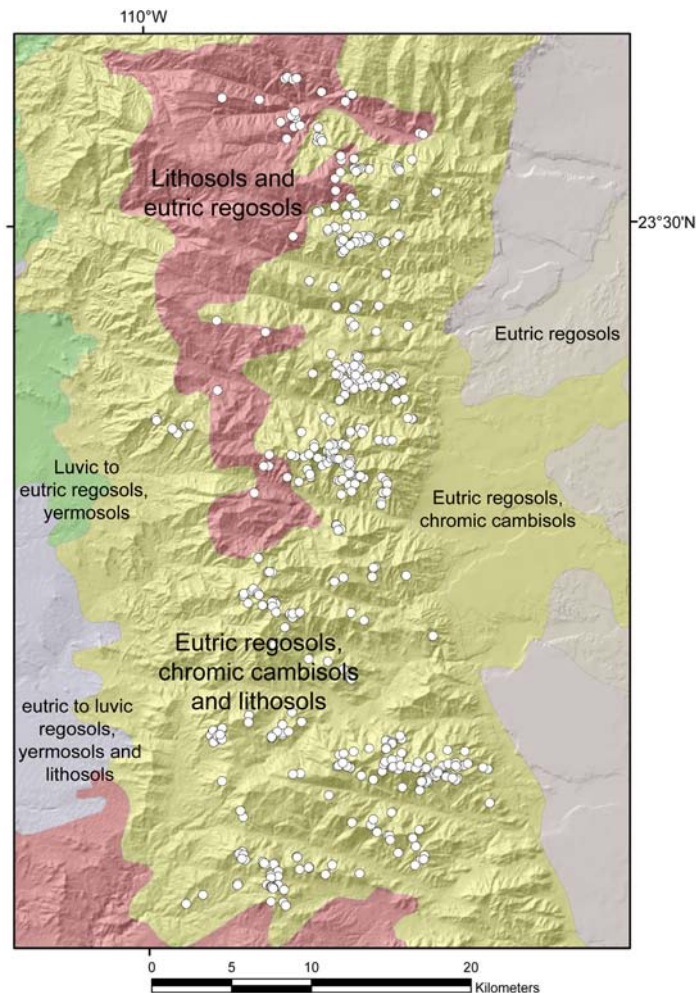 110°W
Lithosols and
eutric regosols
23°30'N
Eutric regosols
Luvic to
eutric regosols,
yermosols
Eutric regosols,
chromic cambisols
Eutric regosols,
chromic cambisols
and lithosols
eutric to luvic
regosols,
yermosols and
lithosols
0 5 10 20
Kilometers